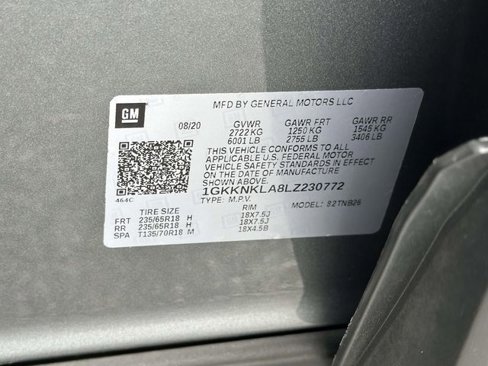 GM
MFD BY GENERAL MOTORS LLC
08/20 GVWR GAWR FRT GAWR RR
2722 KG 1250 KG 1545 KG
6001 LB 2755 LB 3406 LB
THIS VEHICLE CONFORMS TO ALL
APPLICABLE U.S. FEDERAL MOTOR
VEHICLE SAFETY STANDARDS IN EFFECT
ON THE DATE OF MANUFACTURE
SHOWN ABOVE.
1GKKNKLA8LZ230772
464C TYPE: M.P.V. MODEL: S2TNB26
TIRE SIZE RIM
FRT 235/65R18 H 18X7.5J
RR 235/65R18 H 18X7.5J
SPA T135/70R18 M 18X4.5B